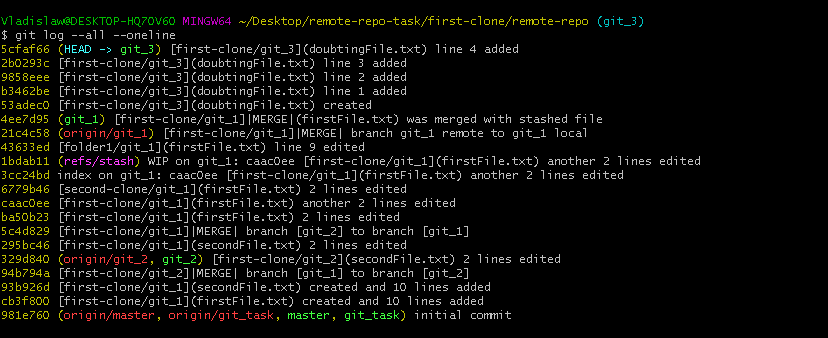 Vladislaw@DESKTOP-HQ7OV60 MINGW64 ~/Desktop/remote-repo-task/first-clone/remote-repo (git_3)
$ git log --all --oneline
5cfaf66 (HEAD -> git_3) [first-clone/git_3](doubtingFile.txt) line 4 added
2b0293c [first-clone/git_3](doubtingFile.txt) line 3 added
9858eee [first-clone/git_3](doubtingFile.txt) line 2 added
b3462be [first-clone/git_3](doubtingFile.txt) line 1 added
53adec0 [first-clone/git_3](doubtingFile.txt) created
4ee7d95 (git_1) [first-clone/git_1]|MERGE|(firstFile.txt) was merged with stashed file
21c4c58 (origin/git_1) [first-clone/git_1]|MERGE| branch git_1 remote to git_1 local
43633ed [folder1/git_1](firstFile.txt) line 9 edited
1bdab11 (refs/stash) WIP on git_1: caac0ee [first-clone/git_1](firstFile.txt) another 2 lines edited
3cc24bd index on git_1: caac0ee [first-clone/git_1](firstFile.txt) another 2 lines edited
6779b46 [second-clone/git_1](firstFile.txt) 2 lines edited
caac0ee [first-clone/git_1](firstFile.txt) another 2 lines edited
ba50b23 [first-clone/git_1](firstFile.txt) 2 lines edited
5c4d829 [first-clone/git_1]|MERGE| branch [git_2] to branch [git_1]
295bc46 [first-clone/git_1](secondFile.txt) 2 lines edited
329d840 (origin/git_2, git_2) [first-clone/git_2](secondFile.txt) 2 lines edited
94b794a [first-clone/git_2]|MERGE| branch [git_1] to branch [git_2]
93b926d [first-clone/git_1](secondFile.txt) created and 10 lines added
cb3f800 [first-clone/git_1](firstFile.txt) created and 10 lines added
981e760 (origin/master, origin/git_task, master, git_task) initial commit